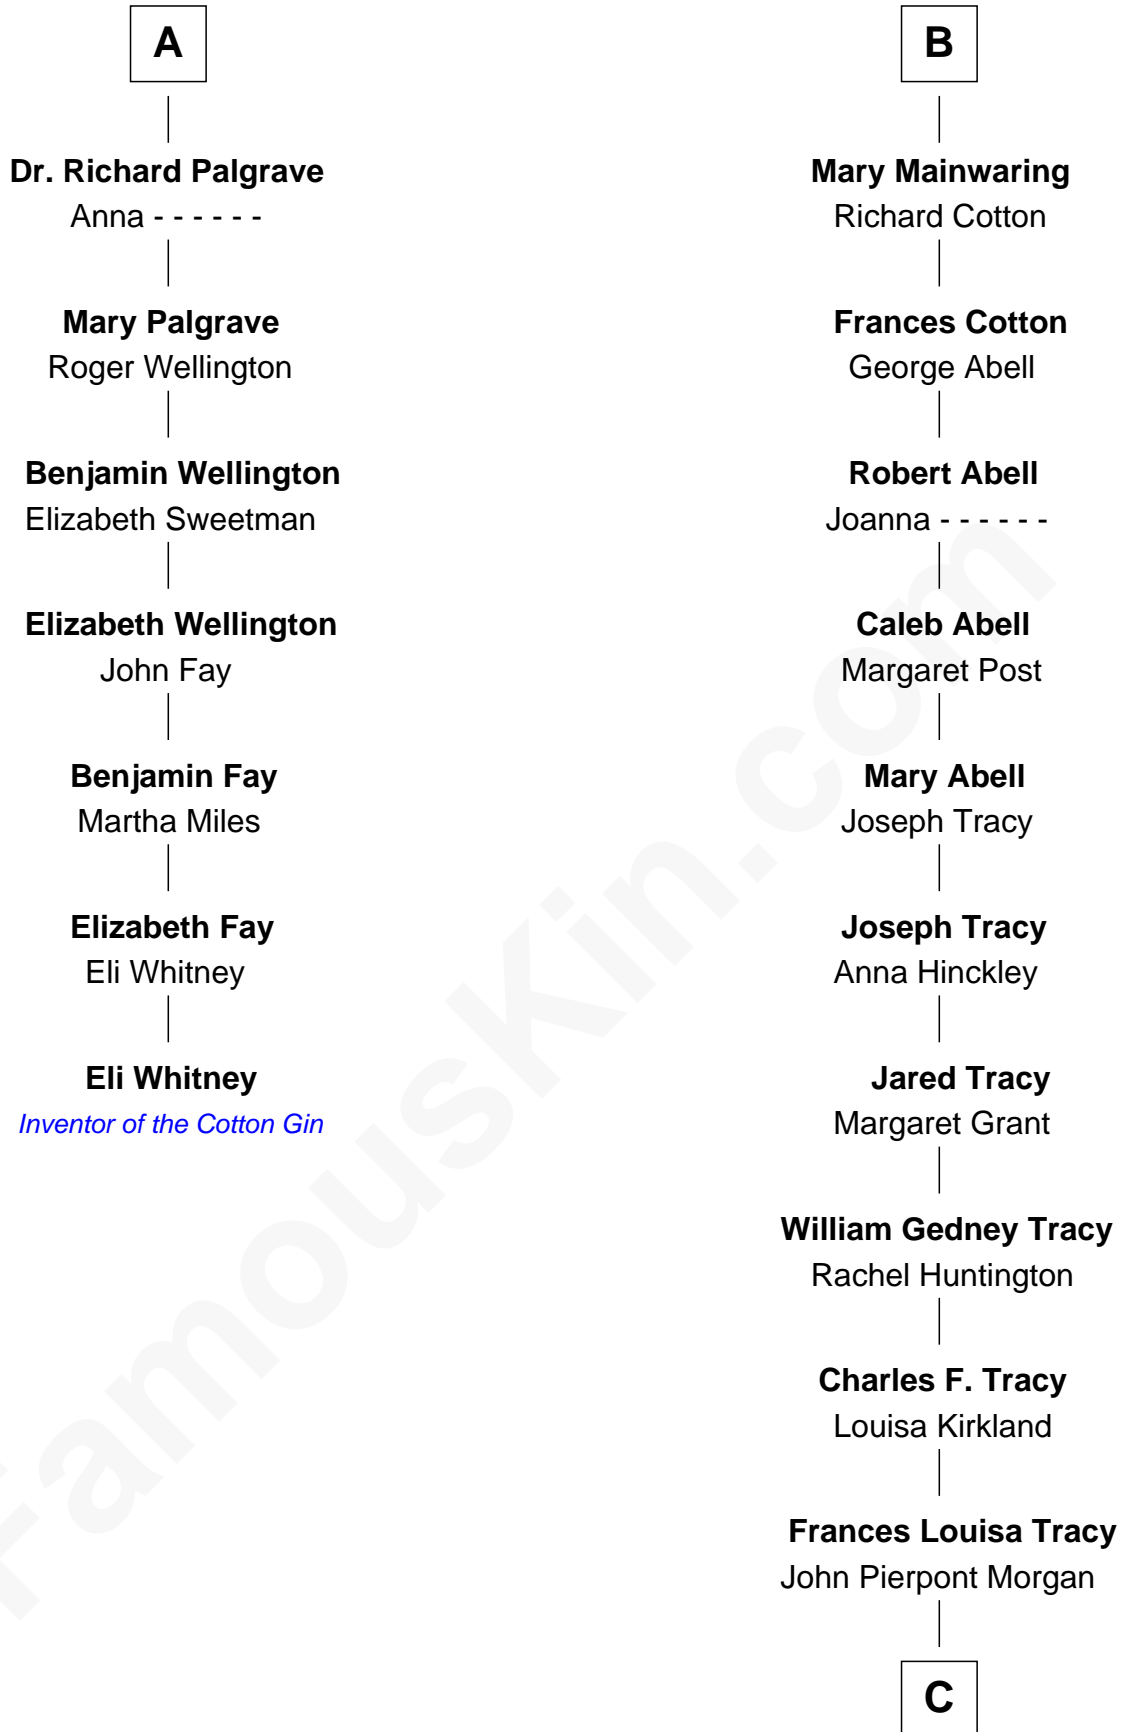 A
Dr. Richard Palgrave
Anna - - - - - -
Mary Palgrave
Roger Wellington
Benjamin Wellington
Elizabeth Sweetman
Elizabeth Wellington
John Fay
Benjamin Fay
Martha Miles
Elizabeth Fay
Eli Whitney
Eli Whitney
Inventor of the Cotton Gin
B
Mary Mainwaring
Richard Cotton
Frances Cotton
George Abell
Robert Abell
Joanna - - - - - -
Caleb Abell
Margaret Post
Mary Abell
Joseph Tracy
Joseph Tracy
Anna Hinckley
Jared Tracy
Margaret Grant
William Gedney Tracy
Rachel Huntington
Charles F. Tracy
Louisa Kirkland
Frances Louisa Tracy
John Pierpont Morgan
C
FamousKin.com